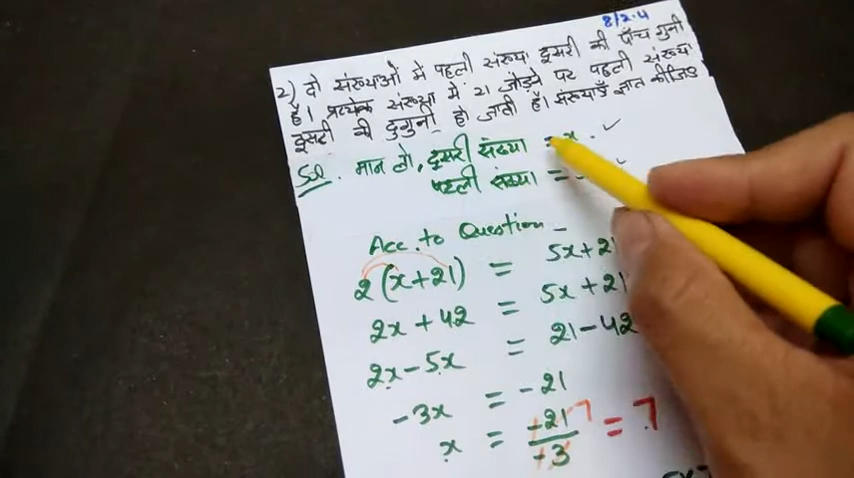 8/2.4
2) दो संख्याओं में पहली संख्या दूसरी की पाँच गुनी
है। प्रत्येक संख्या में 21 जोड़ने पर पहली संख्या
दूसरी की दुगुनी हो जाती है। संख्याएँ ज्ञात कीजिए
Sol. मान लो, दूसरी संख्या = x. ✓
पहली संख्या =
Acc. to Question -
2(x+21) = 5x+21
2x+42 = 5x+21
2x-5x = 21-42
-3x = -21
x = -21/-3 7 = 7